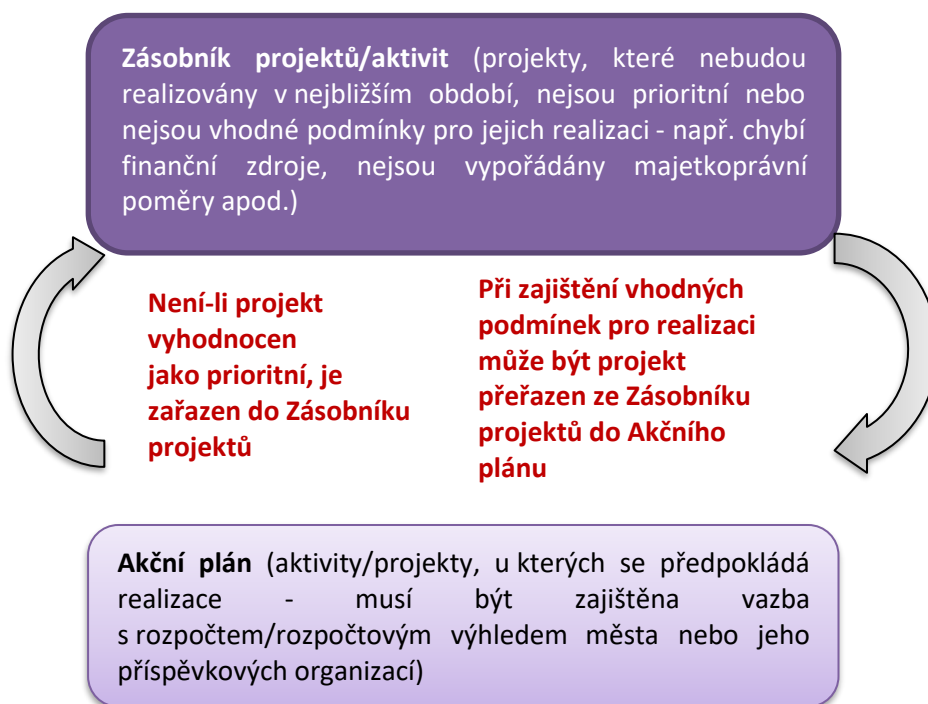 Zásobník projektů/aktivit (projekty, které nebudou
realizovány v nejbližším období, nejsou prioritní nebo
nejsou vhodné podmínky pro jejich realizaci - např. chybí
finanční zdroje, nejsou vypořádány majetkoprávní
poměry apod.)
Není-li projekt
vyhodnocen
jako prioritní, je
zařazen do Zásobníku
projektů
Při zajištění vhodných
podmínek pro realizaci
může být projekt
přeřazen ze Zásobníku
projektů do Akčního
plánu
Akční plán (aktivity/projekty, u kterých se předpokládá
realizace - musí být zajištěna vazba
s rozpočtem/rozpočtovým výhledem města nebo jeho
příspěvkových organizací)